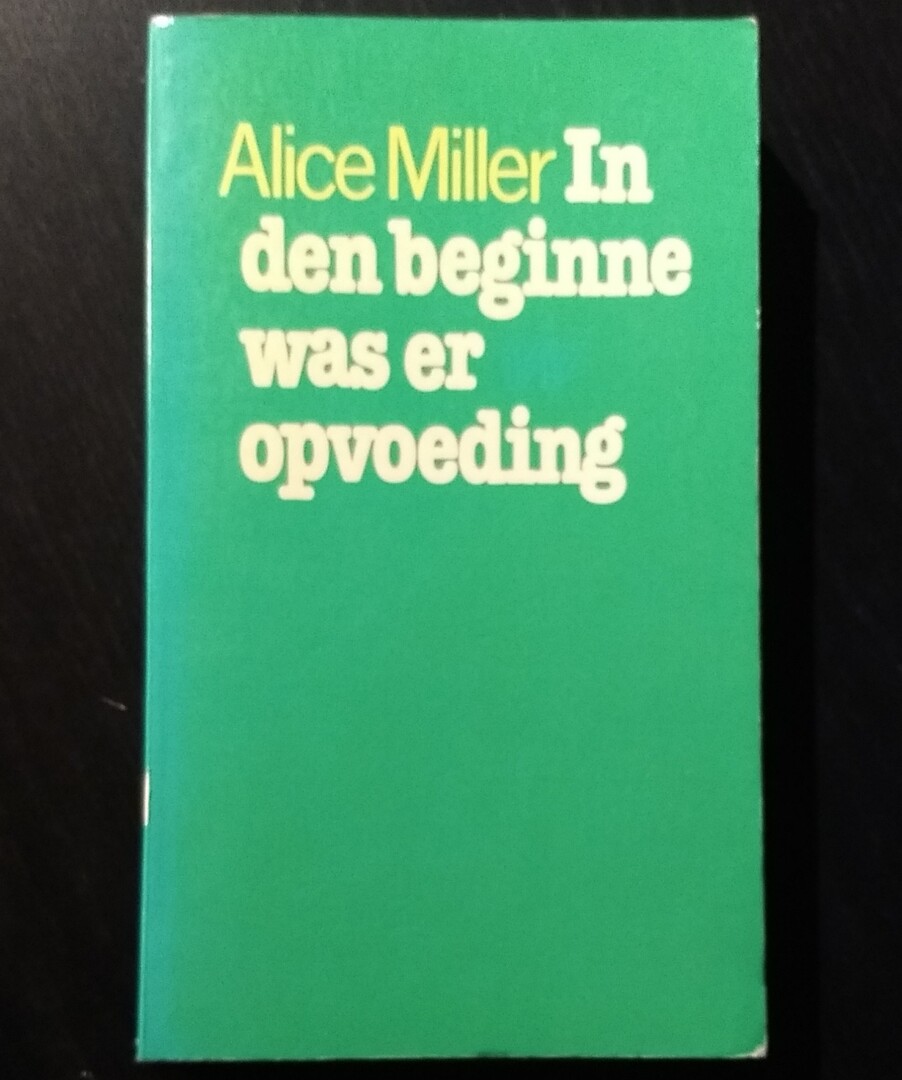 Alice Miller In
den beginne
was er
opvoeding